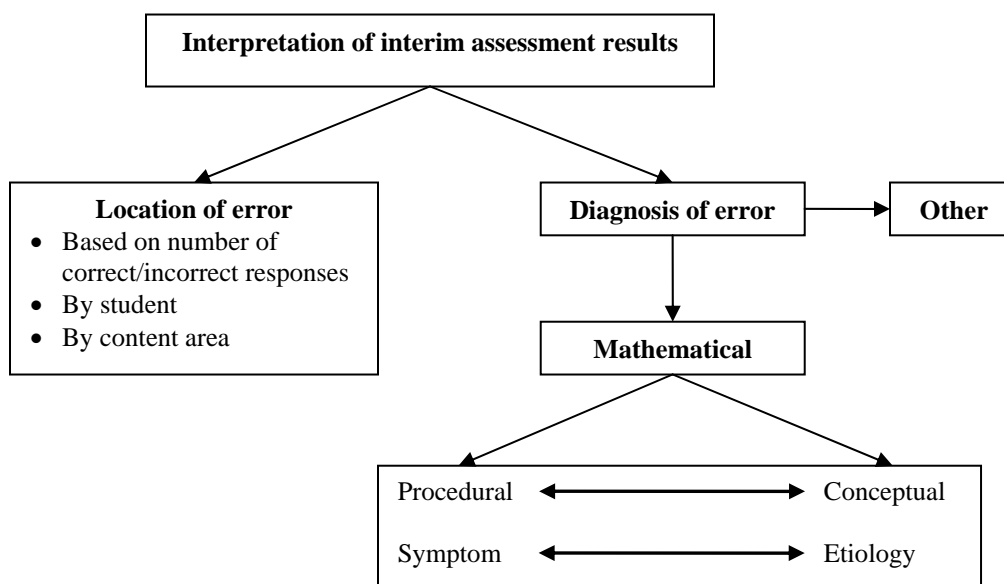 Interpretation of interim assessment results
Location of error
• Based on number of
correct/incorrect responses
• By student
• By content area
Diagnosis of error
Other
Mathematical
Procedural Conceptual
Symptom Etiology